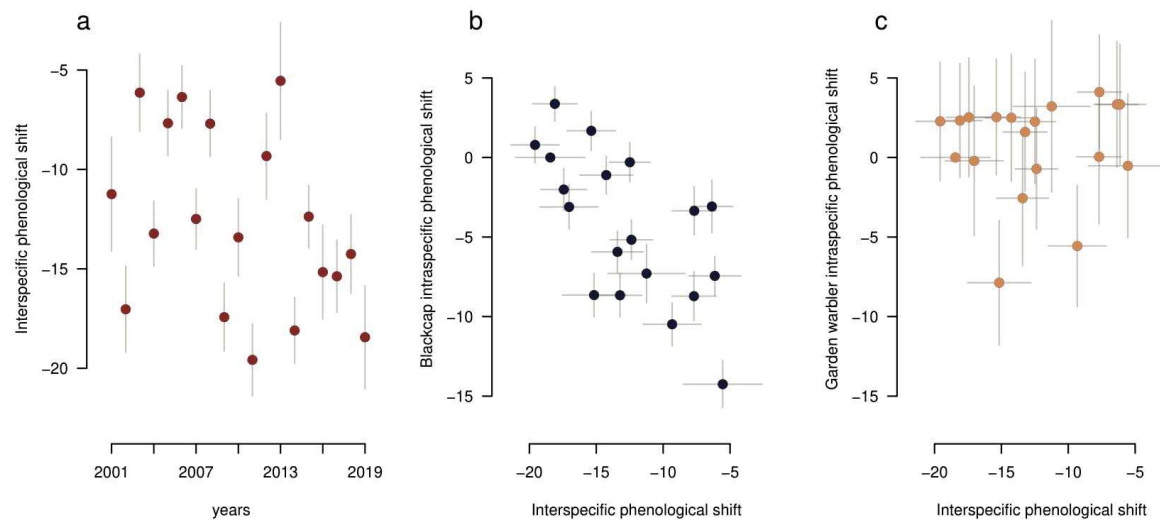 a
Interspecific phenological shift
−5
−10
−15
−20
2001
2007
2013
2019
years
b
Blackcap intraspecific phenological shift
5
0
−5
−10
−15
−20
−15
−10
−5
Interspecific phenological shift
c
Garden warbler intraspecific phenological shift
5
0
−5
−10
−15
−20
−15
−10
−5
Interspecific phenological shift